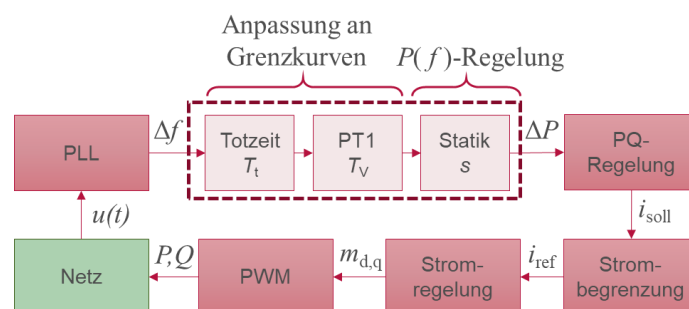 Anpassung an
Grenzkurven
P(f)-Regelung
PLL
Δf
Totzeit
Tt
PT1
TV
Statik
s
ΔP
PQ-
Regelung
u(t)
isoll
Netz
P,Q
PWM
md,q
Strom-
regelung
iref
Strom-
begrenzung